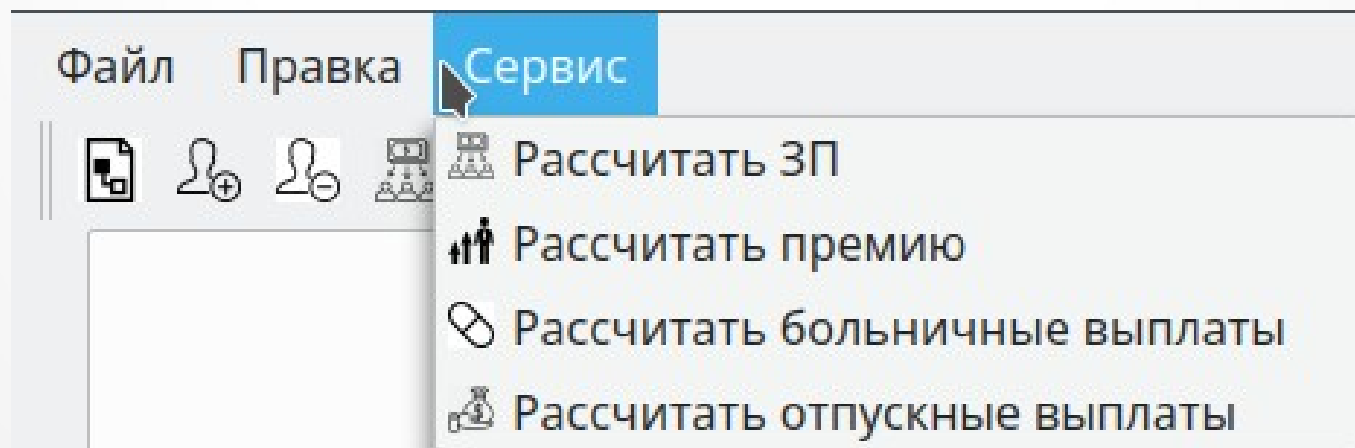 Файл Правка Сервис
Рассчитать ЗП
Рассчитать премию
Рассчитать больничные выплаты
Рассчитать отпускные выплаты